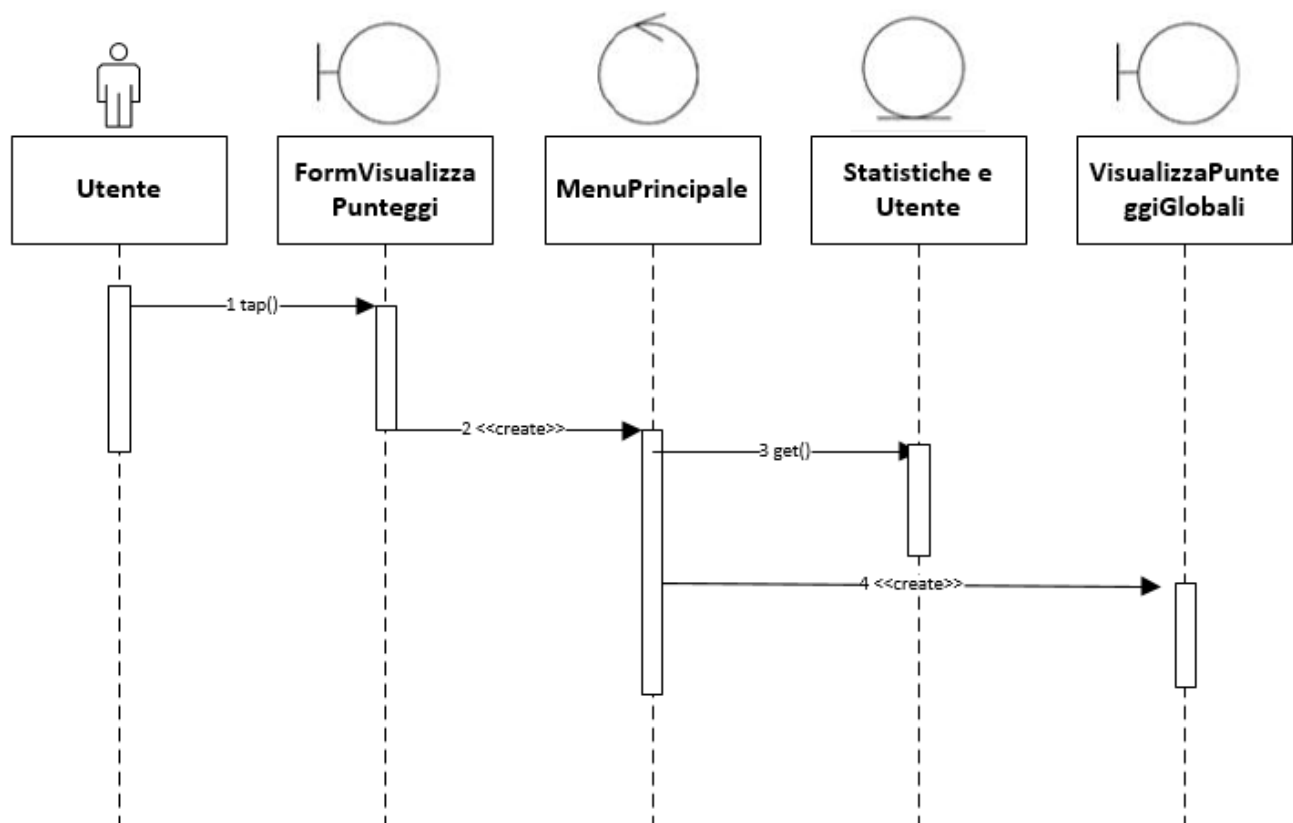 Utente
FormVisualizza
Punteggi
MenuPrincipale
Statistiche e
Utente
VisualizzaPunte
ggiGlobali
1 tap()
2 <<create>>
3 get()
4 <<create>>